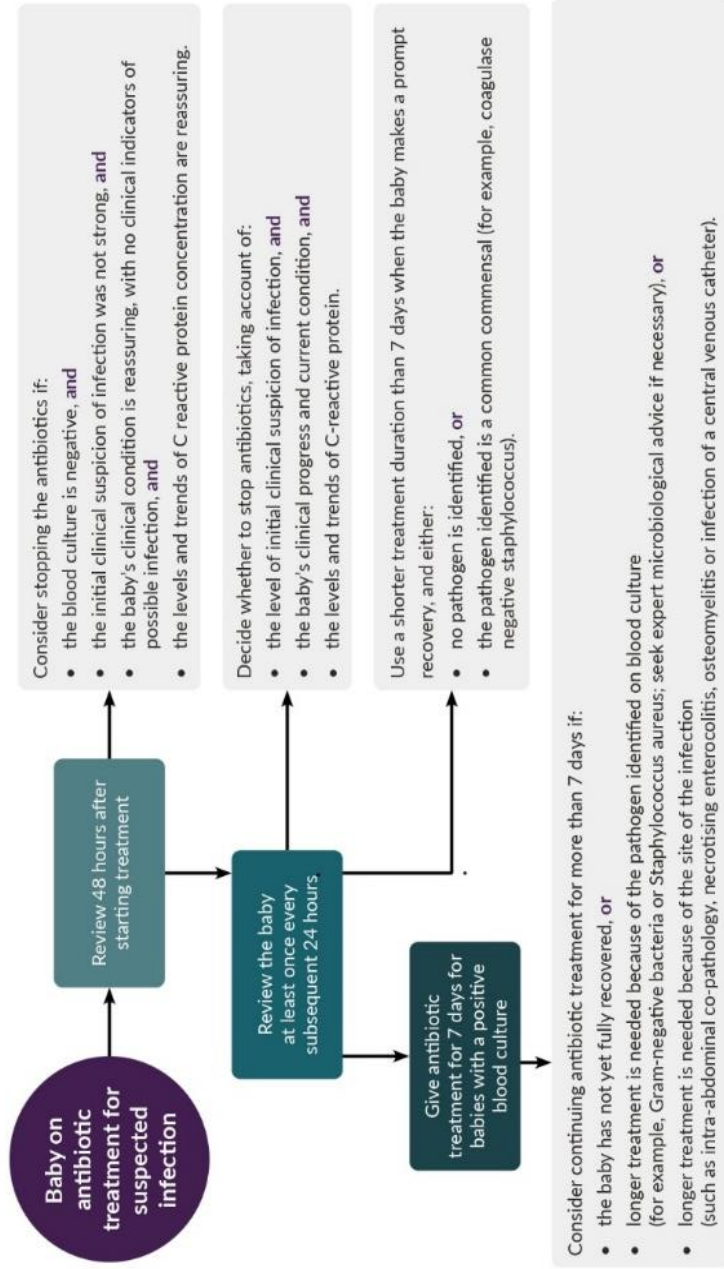 Baby on
antibiotic
treatment for
suspected
infection
Review 48 hours after
starting treatment
Consider stopping the antibiotics if:
• the blood culture is negative, and
• the initial clinical suspicion of infection was not strong, and
• the baby's clinical condition is reassuring, with no clinical indicators of
possible infection, and
• the levels and trends of C reactive protein concentration are reassuring.
Review the baby
at least once every
subsequent 24 hours.
Decide whether to stop antibiotics, taking account of:
• the level of initial clinical suspicion of infection, and
• the baby's clinical progress and current condition, and
• the levels and trends of C-reactive protein.
Give antibiotic
treatment for 7 days for
babies with a positive
blood culture
Use a shorter treatment duration than 7 days when the baby makes a prompt
recovery, and either:
• no pathogen is identified, or
• the pathogen identified is a common commensal (for example, coagulase
negative staphylococcus).
Consider continuing antibiotic treatment for more than 7 days if:
• the baby has not yet fully recovered, or
• longer treatment is needed because of the pathogen identified on blood culture
(for example, Gram-negative bacteria or Staphylococcus aureus; seek expert microbiological advice if necessary), or
• longer treatment is needed because of the site of the infection
(such as intra-abdominal co-pathology, necrotising enterocolitis, osteomyelitis or infection of a central venous catheter).